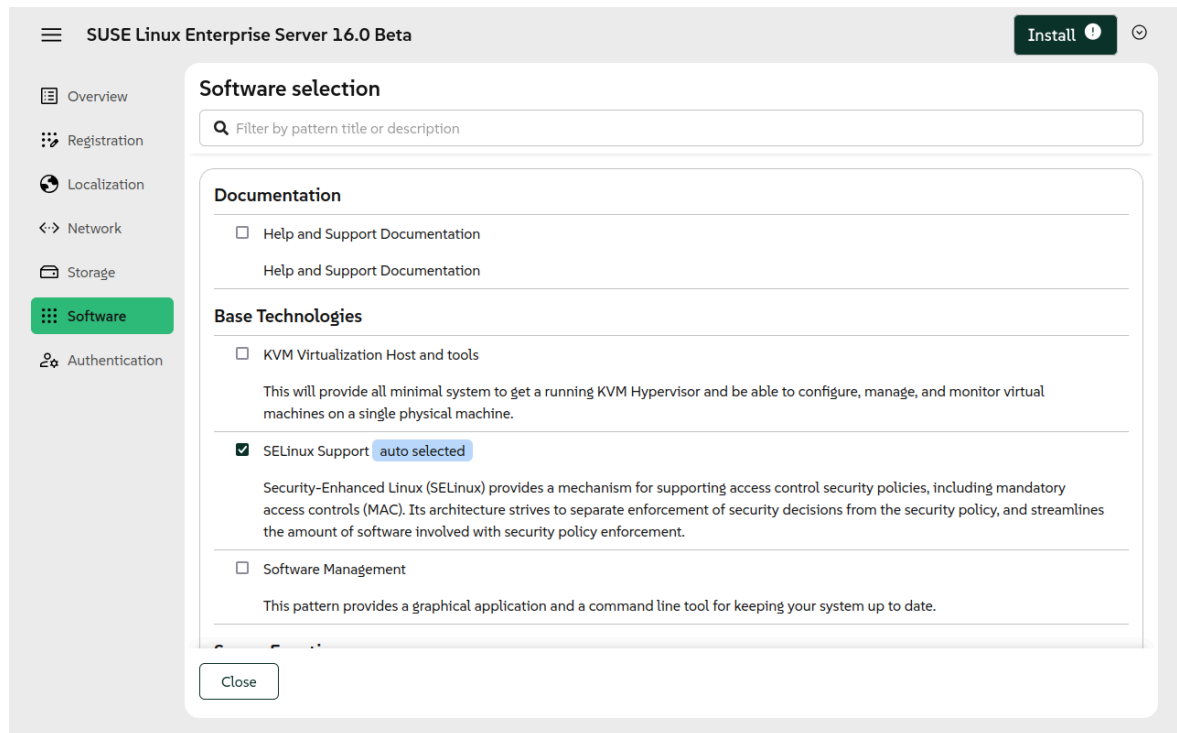 SUSE Linux Enterprise Server 16.0 Beta
Install
Overview
Registration
Localization
Network
Storage
Software
Authentication
Software selection
Filter by pattern title or description
Documentation
Help and Support Documentation
Help and Support Documentation
Base Technologies
KVM Virtualization Host and tools
This will provide all minimal system to get a running KVM Hypervisor and be able to configure, manage, and monitor virtual
machines on a single physical machine.
SELinux Support auto selected
Security-Enhanced Linux (SELinux) provides a mechanism for supporting access control security policies, including mandatory
access controls (MAC). Its architecture strives to separate enforcement of security decisions from the security policy, and streamlines
the amount of software involved with security policy enforcement.
Software Management
This pattern provides a graphical application and a command line tool for keeping your system up to date.
Close